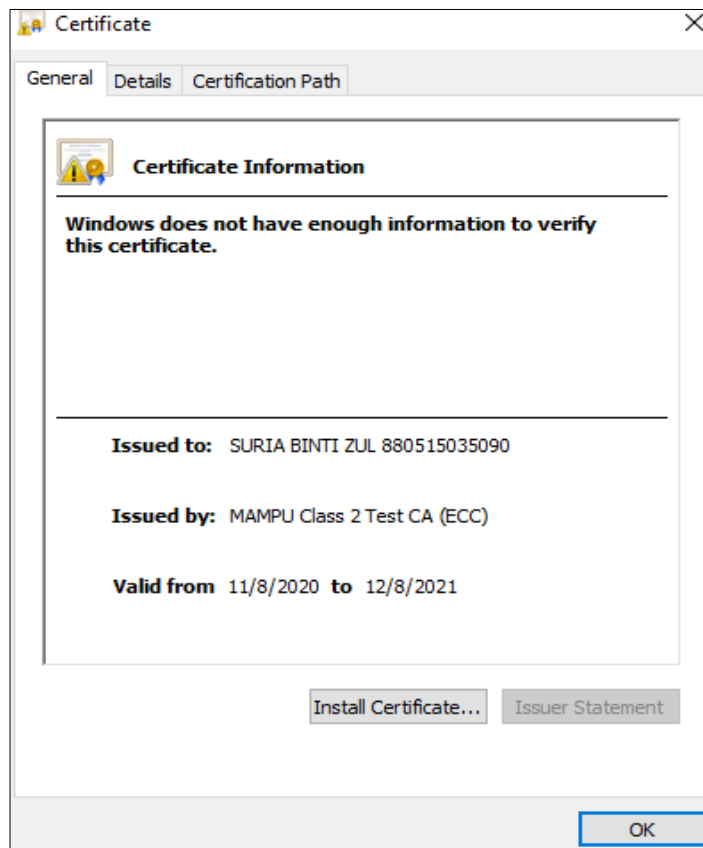 Certificate
General Details Certification Path
Certificate Information
Windows does not have enough information to verify
this certificate.
Issued to: SURIA BINTI ZUL 880515035090
Issued by: MAMPU Class 2 Test CA (ECC)
Valid from 11/8/2020 to 12/8/2021
Install Certificate... Issuer Statement
OK